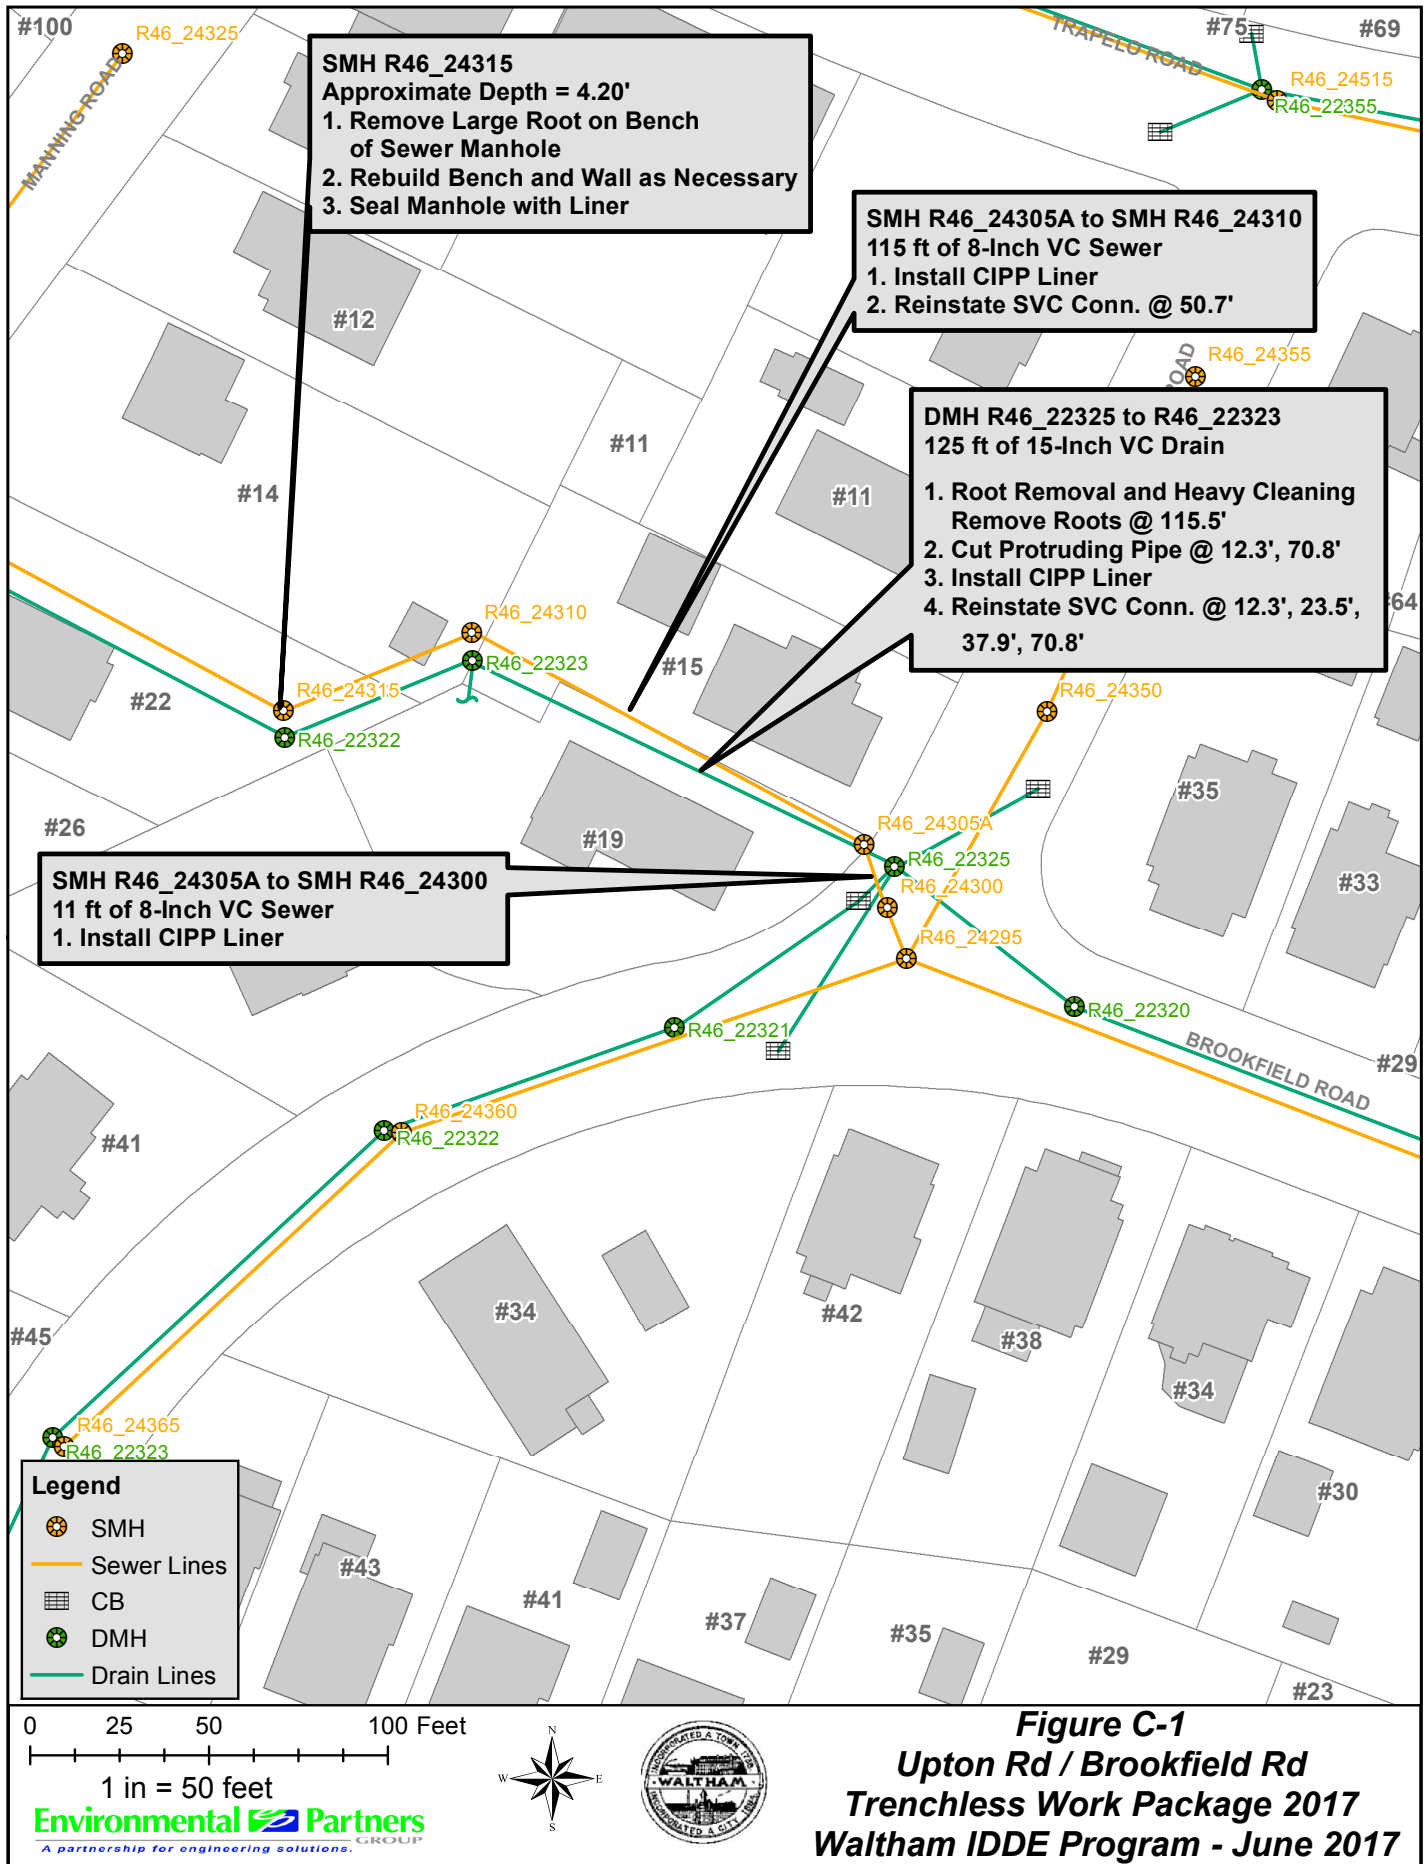 #100
R46_24325
MANNING ROAD
SMH R46_24315
Approximate Depth = 4.20'
1. Remove Large Root on Bench
of Sewer Manhole
2. Rebuild Bench and Wall as Necessary
3. Seal Manhole with Liner
TRAPELO ROAD
#75
#69
R46_24515
R46_22355
SMH R46_24305A to SMH R46_24310
115 ft of 8-Inch VC Sewer
1. Install CIPP Liner
2. Reinstate SVC Conn. @ 50.7'
#12
OAD
R46_24355
DMH R46_22325 to R46_22323
125 ft of 15-Inch VC Drain
1. Root Removal and Heavy Cleaning
Remove Roots @ 115.5'
2. Cut Protruding Pipe @ 12.3', 70.8'
3. Install CIPP Liner
4. Reinstate SVC Conn. @ 12.3', 23.5',
37.9', 70.8'
#11
#14
#11
#64
R46_24310
R46_22323
#15
R46_24315
#22
R46_22322
R46_24350
#35
#26
#19
R46_24305A
R46_22325
R46_24300
#33
SMH R46_24305A to SMH R46_24300
11 ft of 8-Inch VC Sewer
1. Install CIPP Liner
R46_24295
R46_22320
R46_22321
BROOKFIELD ROAD
#29
R46_24360
R46_22322
#41
#34
#42
#45
#38
#34
R46_24365
R46_22323
Legend
SMH
Sewer Lines
CB
DMH
Drain Lines
#30
#43
#41
#37
#35
#29
#23
0 25 50 100 Feet
1 in = 50 feet
Environmental Partners
GROUP
A partnership for engineering solutions.
N
W E
S
INCORPORATED A TOWN 1738
WALTHAM
INCORPORATED A CITY 1884
Figure C-1
Upton Rd / Brookfield Rd
Trenchless Work Package 2017
Waltham IDDE Program - June 2017